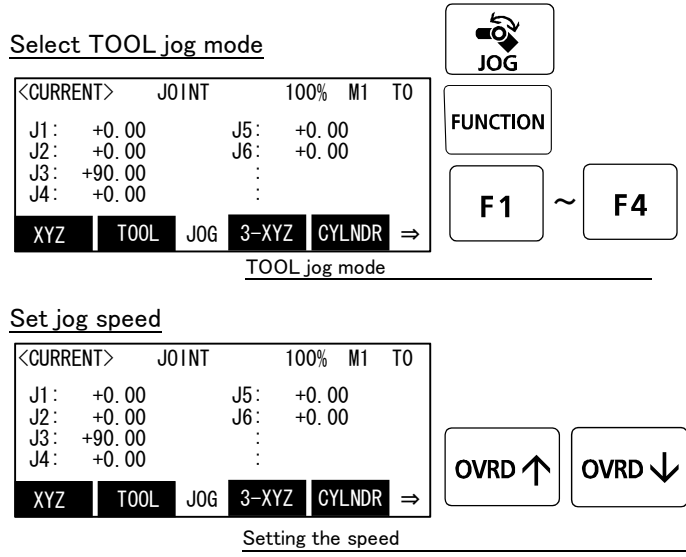 Select TOOL jog mode
JOG
<CURRENT> JOINT 100% M1 T0
J1: +0.00 J5: +0.00
J2: +0.00 J6: +0.00
J3: +90.00 :
J4: +0.00 :
XYZ TOOL JOG 3-XYZ CYLNDR ⇒
FUNCTION
F1 ~ F4
TOOL jog mode
Set jog speed
<CURRENT> JOINT 100% M1 T0
J1: +0.00 J5: +0.00
J2: +0.00 J6: +0.00
J3: +90.00 :
J4: +0.00 :
XYZ TOOL JOG 3-XYZ CYLNDR ⇒
OVRD ↑ OVRD ↓
Setting the speed